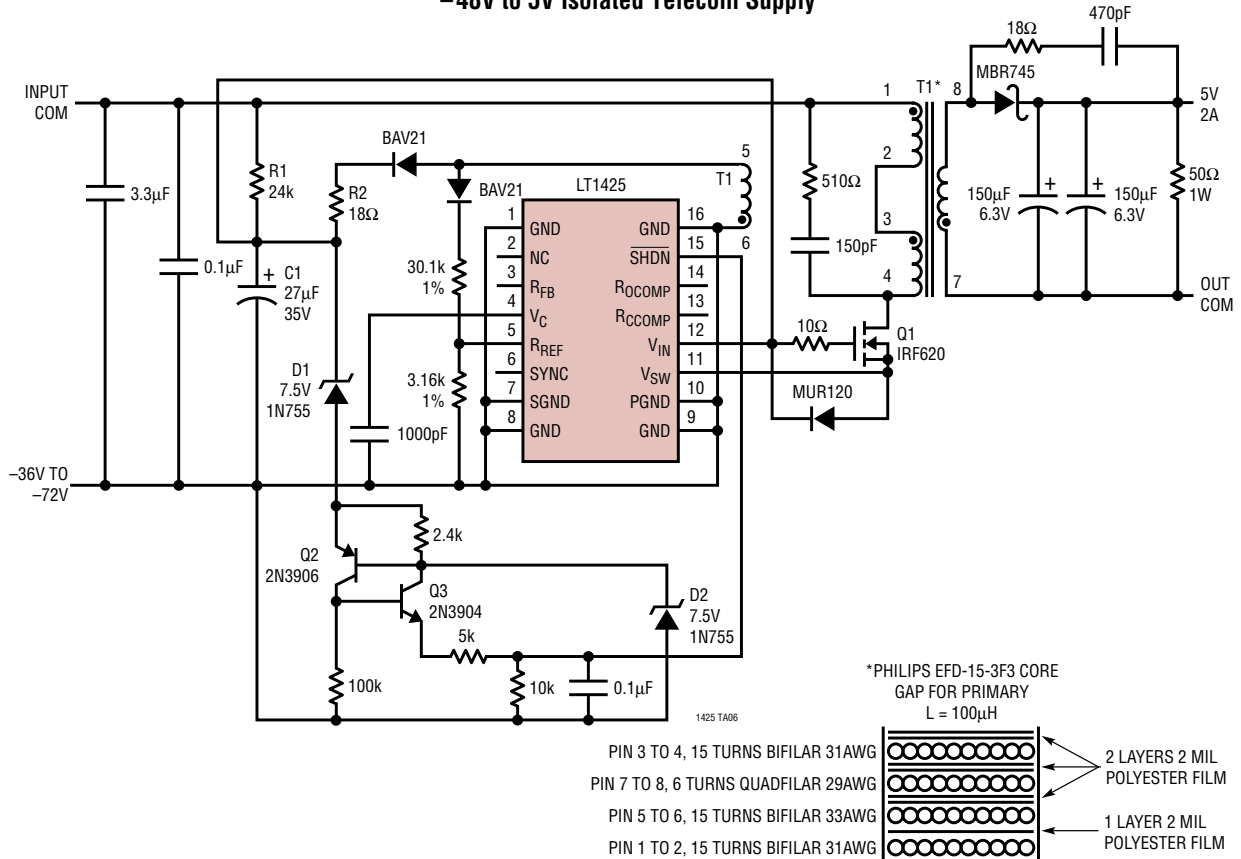 –48V to 5V Isolated Telecom Supply
470pF
18Ω
MBR745
INPUT
COM
1
T1*
8
5V
2A
BAV21
R1
24k
R2
18Ω
BAV21
LT1425
5
T1
6
2
3
4
7
510Ω
150pF
150µF
6.3V
+
+
150µF
6.3V
50Ω
1W
OUT
COM
3.3µF
0.1µF
+
C1
27µF
35V
30.1k
1%
3.16k
1%
1
GND
2
NC
3
RFB
4
VC
5
RREF
6
SYNC
7
SGND
8
GND
16
GND
15
SHDN
14
ROCOMP
13
RCCOMP
12
VIN
11
VSW
10
PGND
9
GND
10Ω
Q1
IRF620
MUR120
D1
7.5V
1N755
1000pF
–36V TO
–72V
2.4k
Q2
2N3906
Q3
2N3904
D2
7.5V
1N755
5k
100k
10k
0.1µF
1425 TA06
*PHILIPS EFD-15-3F3 CORE
GAP FOR PRIMARY
L = 100µH
PIN 3 TO 4, 15 TURNS BIFILAR 31AWG
PIN 7 TO 8, 6 TURNS QUADFILAR 29AWG
PIN 5 TO 6, 15 TURNS BIFILAR 33AWG
PIN 1 TO 2, 15 TURNS BIFILAR 31AWG
2 LAYERS 2 MIL
POLYESTER FILM
1 LAYER 2 MIL
POLYESTER FILM